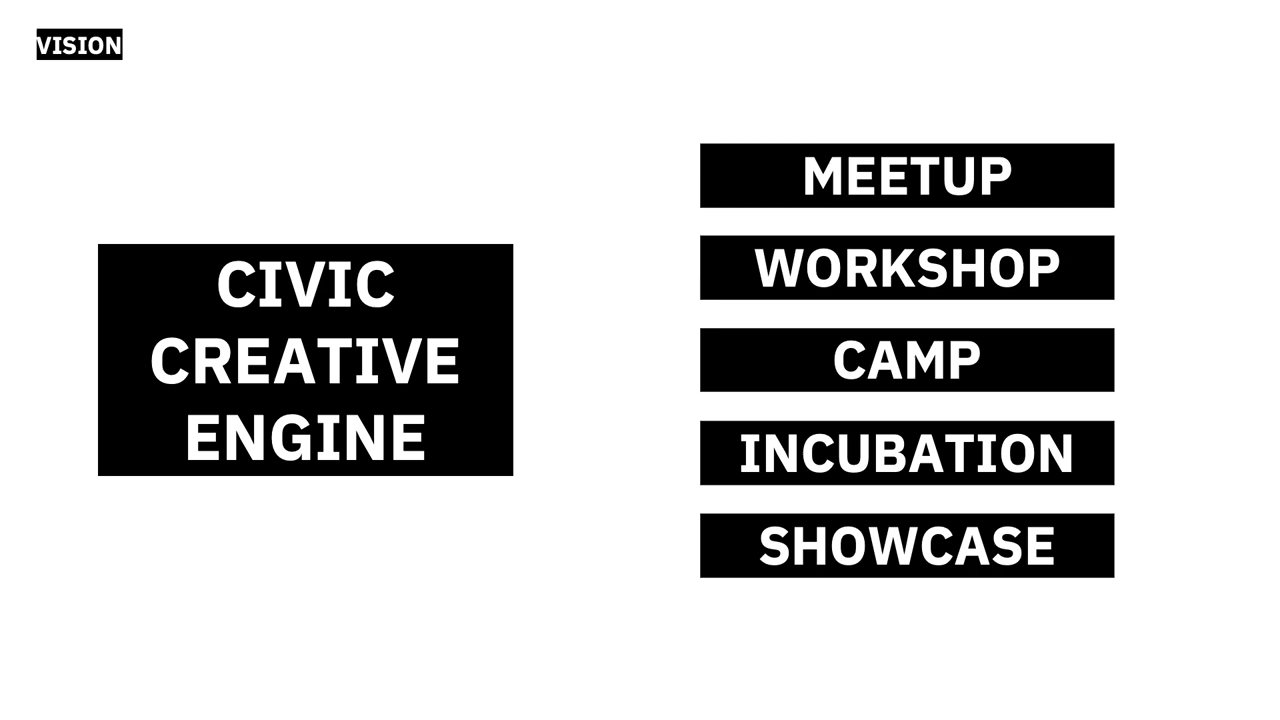 VISION
CIVIC
CREATIVE
ENGINE
MEETUP
WORKSHOP
CAMP
INCUBATION
SHOWCASE